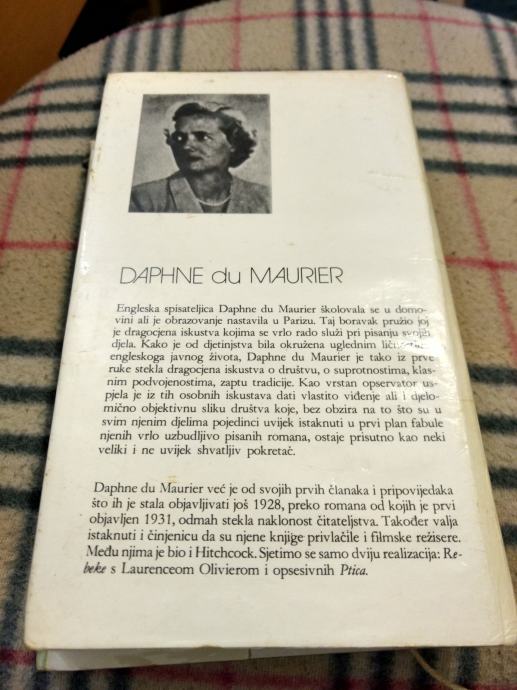 DAPHNE du MAURIER
Engleska spisateljica Daphne du Maurier školovala se u domo-
vini ali je obrazovanje nastavila u Parizu. Taj boravak pružio joj
je dragocjena iskustva kojima se vrlo rado služi pri pisanju svojih
djela. Kako je od djetinjstva bila okružena uglednim
engleskoga javnog života, Daphne du Maurier je tako iz prve
ruke stekla dragocjena iskustva o društvu, o suprotnostima, klas-
nim podvojenostima, zaptu tradicije. Kao vrstan opservator us-
pjela je iz tih osobnih iskustava dati vlastito viđenje ali i djelo-
mično objektivnu sliku društva koje, bez obzira na to što su u
svim njenim djelima pojedinci uvijek istaknuti u prvi plan fabule
njenih vrlo uzbudljivo pisanih romana, ostaje prisutno kao neki
veliki i ne uvijek shvatljiv pokretač.
Daphne du Maurier već je od svojih prvih članaka i pripovijedaka
što ih je stala objavljivati još 1928, preko romana od kojih je prvi
objavljen 1931, odmah stekla naklonost čitateljstva. Također valja
istaknuti i činjenicu da su njene knjige privlačile i filmske režisere.
Među njima je bio i Hitchcock. Sjetimo se samo dviju realizacija: Re-
beke s Laurenceom Olivierom i opsesivnih Ptica.